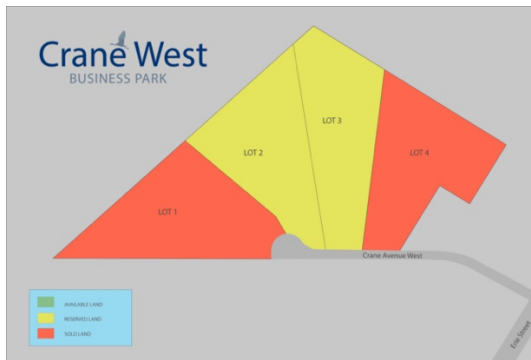 Crane West
BUSINESS PARK
LOT 3
LOT 2
LOT 4
LOT 1
Crane Avenue West
Erie Street
AVAILABLE LAND
RESERVED LAND
SOLD LAND